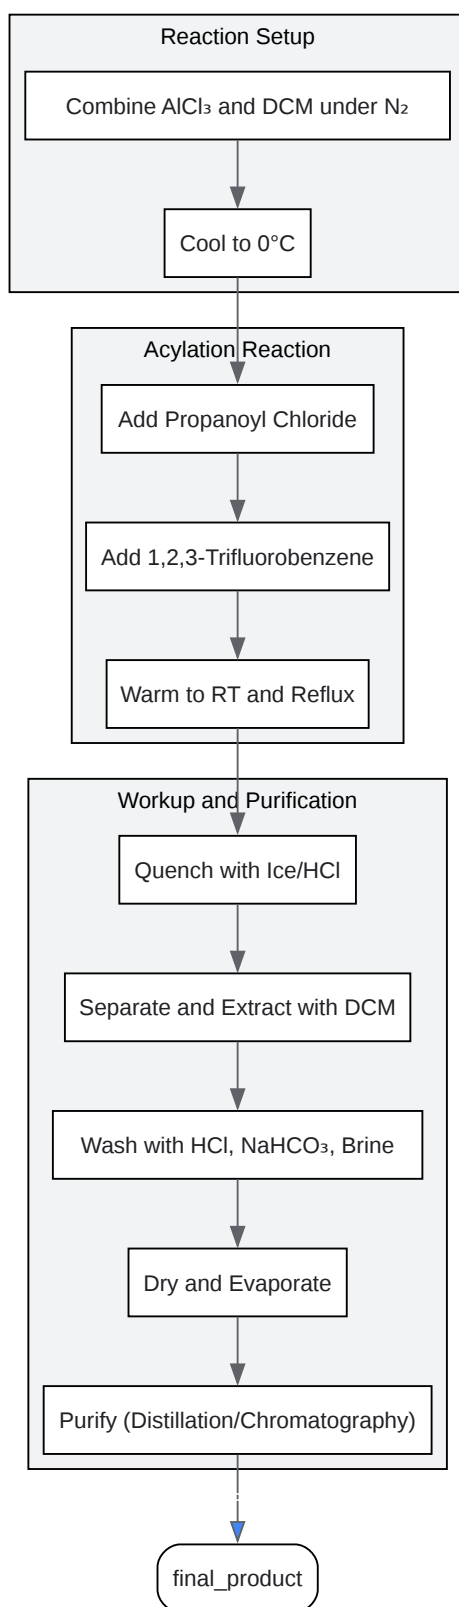 Reaction Setup
Combine AlCl₃ and DCM under N₂
Cool to 0°C
Acylation Reaction
Add Propanoyl Chloride
Add 1,2,3-Trifluorobenzene
Warm to RT and Reflux
Workup and Purification
Quench with Ice/HCl
Separate and Extract with DCM
Wash with HCl, NaHCO₃, Brine
Dry and Evaporate
Purify (Distillation/Chromatography)
final_product